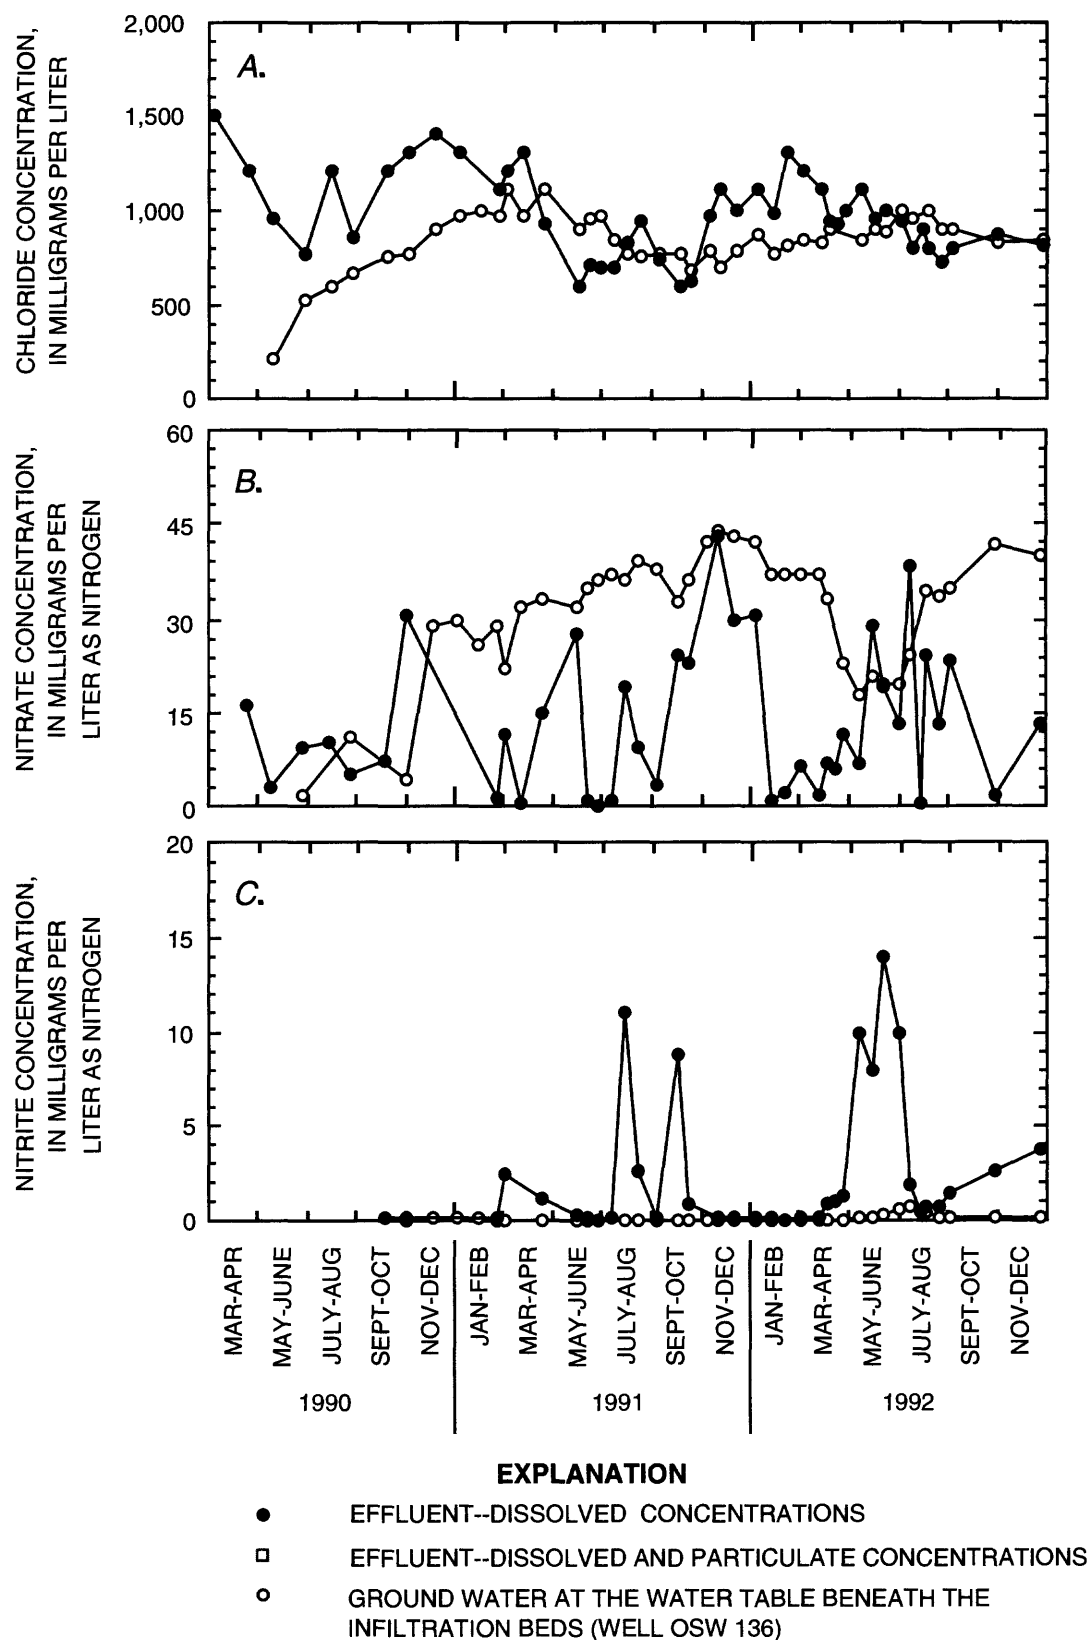 CHLORIDE CONCENTRATION,
IN MILLIGRAMS PER LITER
2,000
1,500
1,000
500
0
A.
NITRATE CONCENTRATION,
IN MILLIGRAMS PER
LITER AS NITROGEN
60
45
30
15
0
B.
NITRITE CONCENTRATION,
IN MILLIGRAMS PER
LITER AS NITROGEN
20
15
10
5
0
C.
MAR-APR
MAY-JUNE
JULY-AUG
SEPT-OCT
NOV-DEC
JAN-FEB
MAR-APR
MAY-JUNE
JULY-AUG
SEPT-OCT
NOV-DEC
JAN-FEB
MAR-APR
MAY-JUNE
JULY-AUG
SEPT-OCT
NOV-DEC
1990
1991
1992
EXPLANATION
EFFLUENT--DISSOLVED CONCENTRATIONS
EFFLUENT--DISSOLVED AND PARTICULATE CONCENTRATIONS
GROUND WATER AT THE WATER TABLE BENEATH THE
INFILTRATION BEDS (WELL OSW 136)